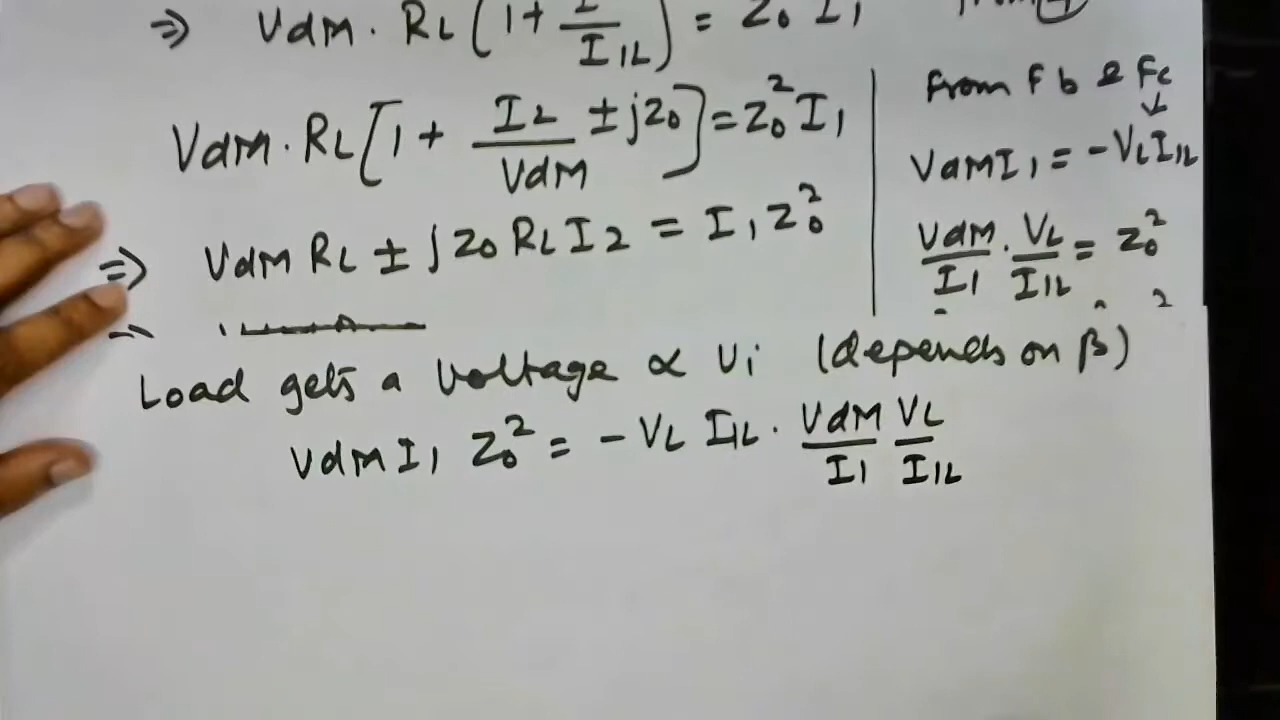 ⇒ VdM · RL (1 + I/I1L) = Z0 I1
VdM · RL [1 + I2/VdM ± jZ0] = Z0² I1
⇒ VdM RL ± j Z0 RL I2 = I1 Z0²
⇒
from Fb & Fc
↓
VdM I1 = -VL I1L
VdM/I1 · VL/I1L = Z0²
2
Load gets a voltage ∝ Vi (depends on β)
VdM I1 Z0² = -VL I1L · VdM/I1 VL/I1L